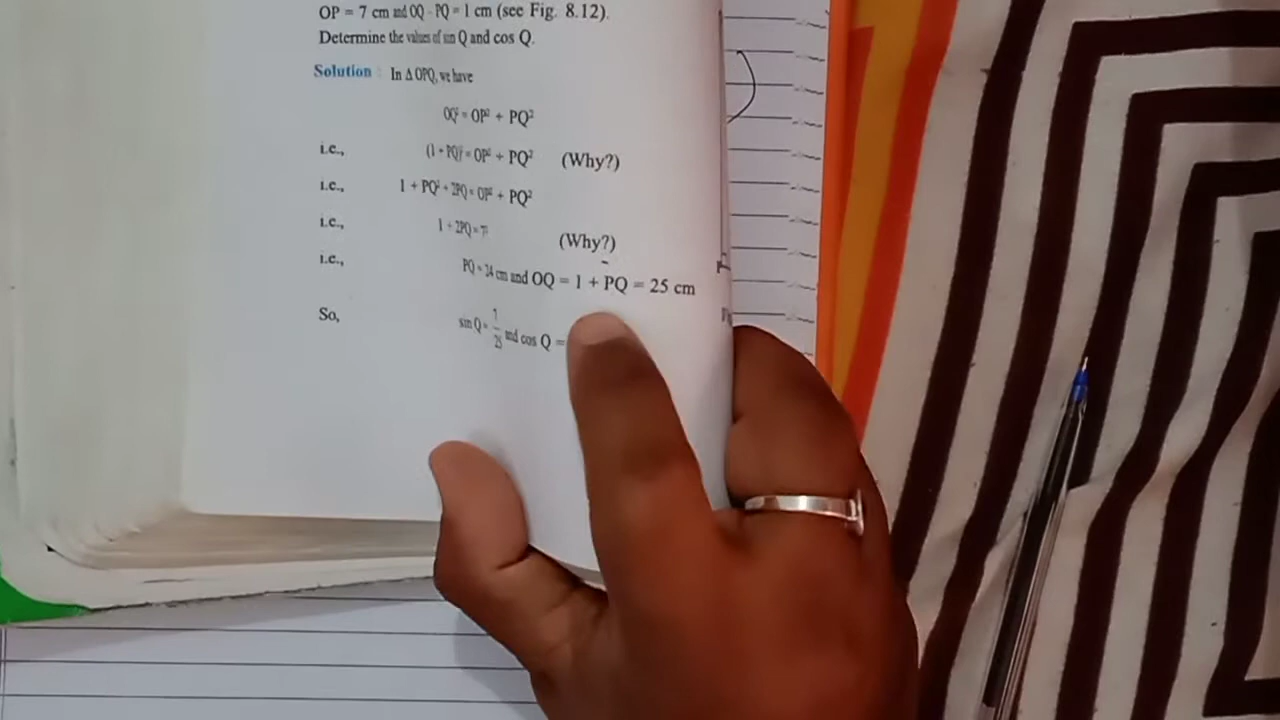 OP = 7 cm and OQ – PQ = 1 cm (see Fig. 8.12).
Determine the values of sin Q and cos Q.
Solution : In Δ OPQ, we have
OQ² = OP² + PQ²
i.e., (1 + PQ)² = OP² + PQ² (Why?)
i.e., 1 + PQ² + 2PQ = OP² + PQ²
i.e., 1 + 2PQ = 7² (Why?)
i.e., PQ = 24 cm and OQ = 1 + PQ = 25 cm
So, sin Q = 7/25 and cos Q =